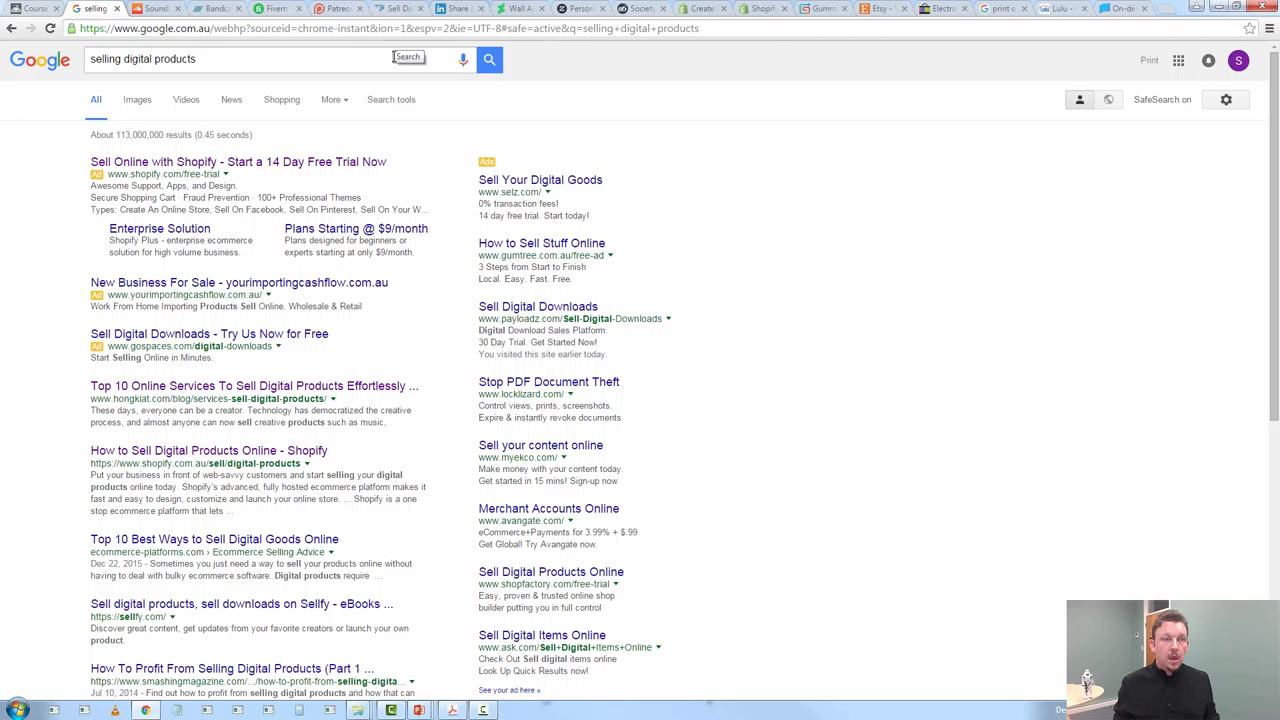 Course
selling
Sound
Bandca
Fiverr
Patreo
Sell Do
Share a
Wall A
Person
Society
Create
Shopify
Gumro
Etsy -
Electro
print o
Lulu -
On-de
https://www.google.com.au/webhp?sourceid=chrome-instant&ion=1&espv=2&ie=UTF-8#safe=active&q=selling+digital+products
Google
selling digital products
Search
Print
S
All
Images
Videos
News
Shopping
More
Search tools
SafeSearch on
About 113,000,000 results (0.45 seconds)
Sell Online with Shopify - Start a 14 Day Free Trial Now
Ad www.shopify.com/free-trial
Awesome Support, Apps, and Design.
Secure Shopping Cart · Fraud Prevention · 100+ Professional Themes
Types: Create An Online Store, Sell On Facebook, Sell On Pinterest, Sell On Your W...
Enterprise Solution
Shopify Plus - enterprise ecommerce
solution for high volume business.
Plans Starting @ $9/month
Plans designed for beginners or
experts starting at only $9/month.
New Business For Sale - yourimportingcashflow.com.au
Ad www.yourimportingcashflow.com.au/
Work From Home Importing Products Sell Online. Wholesale & Retail
Sell Digital Downloads - Try Us Now for Free
Ad www.gospaces.com/digital-downloads
Start Selling Online in Minutes.
Top 10 Online Services To Sell Digital Products Effortlessly ...
www.hongkiat.com/blog/services-sell-digital-products/
These days, everyone can be a creator. Technology has democratized the creative
process, and almost anyone can now sell creative products such as music,
How to Sell Digital Products Online - Shopify
https://www.shopify.com.au/sell/digital-products
Put your business in front of web-savvy customers and start selling your digital
products online today. Shopify's advanced, fully hosted ecommerce platform makes it
fast and easy to design, customize and launch your online store. ... Shopify is a one
stop ecommerce platform that lets ...
Top 10 Best Ways to Sell Digital Goods Online
ecommerce-platforms.com › Ecommerce Selling Advice
Dec 22, 2015 - Sometimes you just need a way to sell your products online without
having to deal with bulky ecommerce software. Digital products require ...
Sell digital products, sell downloads on Sellfy - eBooks ...
https://sellfy.com/
Discover great content, get updates from your favorite creators or launch your own
product.
How To Profit From Selling Digital Products (Part 1 ...
www.smashingmagazine.com/.../how-to-profit-from-selling-digita...
Jul 10, 2014 - Find out how to profit from selling digital products and how that can
Ads
Sell Your Digital Goods
www.selz.com/
0% transaction fees!
14 day free trial. Start today!
How to Sell Stuff Online
www.gumtree.com.au/free-ad
3 Steps from Start to Finish
Local. Easy. Fast. Free.
Sell Digital Downloads
www.payloadz.com/Sell-Digital-Downloads
Digital Download Sales Platform.
30 Day Trial. Get Started Now!
You visited this site earlier today.
Stop PDF Document Theft
www.locklizard.com/
Control views, prints, screenshots.
Expire & instantly revoke documents
Sell your content online
www.myekco.com/
Make money with your content today.
Get started in 15 mins! Sign-up now
Merchant Accounts Online
www.avangate.com/
eCommerce+Payments for 3.99% + $.99
Get Global! Try Avangate now.
Sell Digital Products Online
www.shopfactory.com/free-trial
Easy, proven & trusted online shop
builder putting you in full control
Sell Digital Items Online
www.ask.com/Sell+Digital+Items+Online
Check Out Sell digital items online
Look Up Quick Results now!
See your ad here »